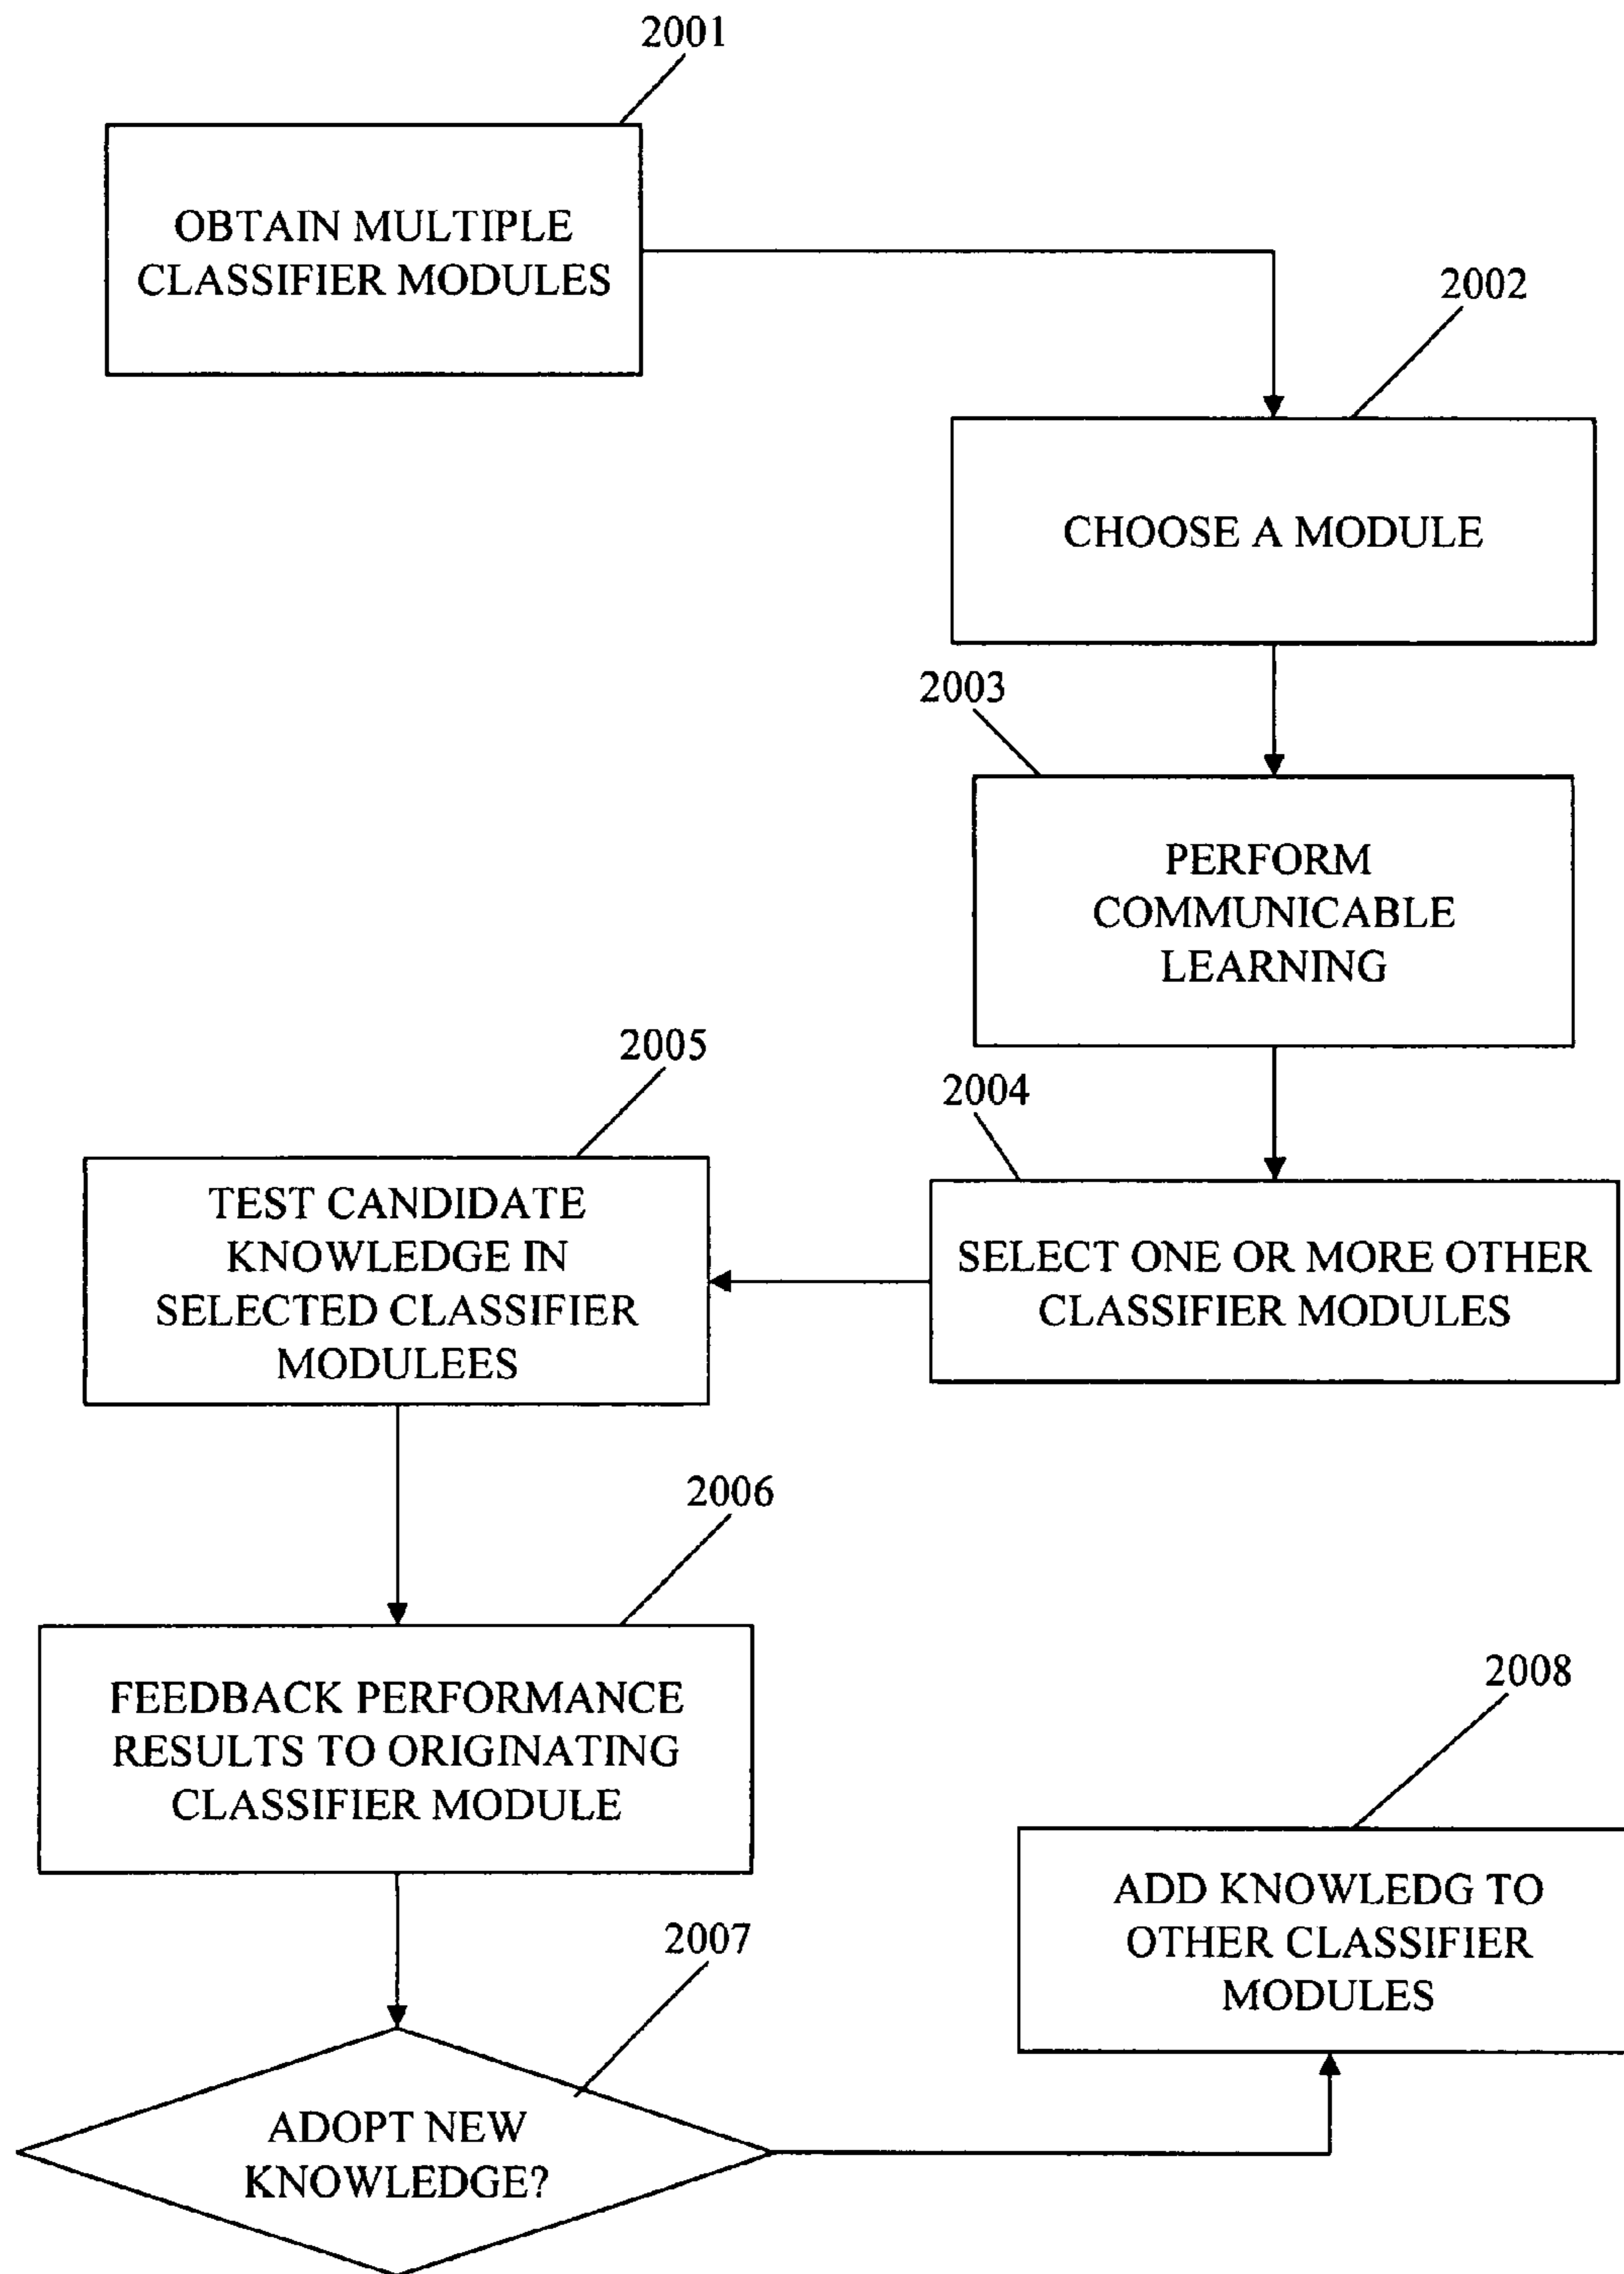 2001
OBTAIN MULTIPLE
CLASSIFIER MODULES
2002
CHOOSE A MODULE
2003
PERFORM
COMMUNICABLE
LEARNING
2004
SELECT ONE OR MORE OTHER
CLASSIFIER MODULES
2005
TEST CANDIDATE
KNOWLEDGE IN
SELECTED CLASSIFIER
MODULEES
2006
FEEDBACK PERFORMANCE
RESULTS TO ORIGINATING
CLASSIFIER MODULE
2007
ADOPT NEW
KNOWLEDGE?
2008
ADD KNOWLEDG TO
OTHER CLASSIFIER
MODULES